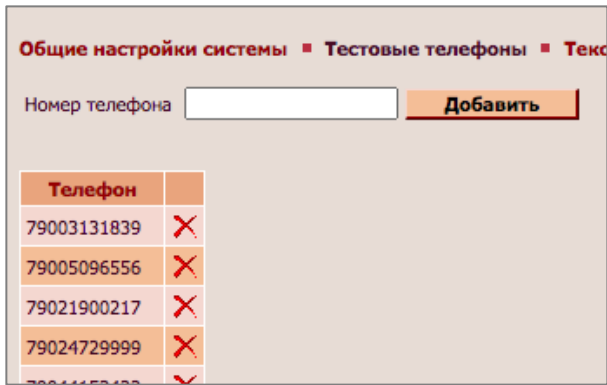 Общие настройки системы Тестовые телефоны
Номер телефона Добавить
Телефон
79003131839
79005096556
79021900217
79024729999